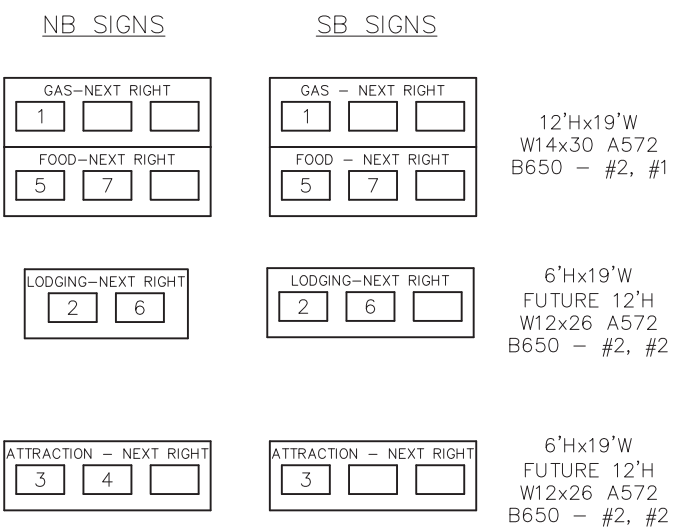 NB SIGNS
SB SIGNS
GAS-NEXT RIGHT
1
FOOD-NEXT RIGHT
5 7
GAS - NEXT RIGHT
1
FOOD - NEXT RIGHT
5 7
12'Hx19'W
W14x30 A572
B650 - #2, #1
LODGING-NEXT RIGHT
2 6
LODGING-NEXT RIGHT
2 6
6'Hx19'W
FUTURE 12'H
W12x26 A572
B650 - #2, #2
ATTRACTION - NEXT RIGHT
3 4
ATTRACTION - NEXT RIGHT
3
6'Hx19'W
FUTURE 12'H
W12x26 A572
B650 - #2, #2